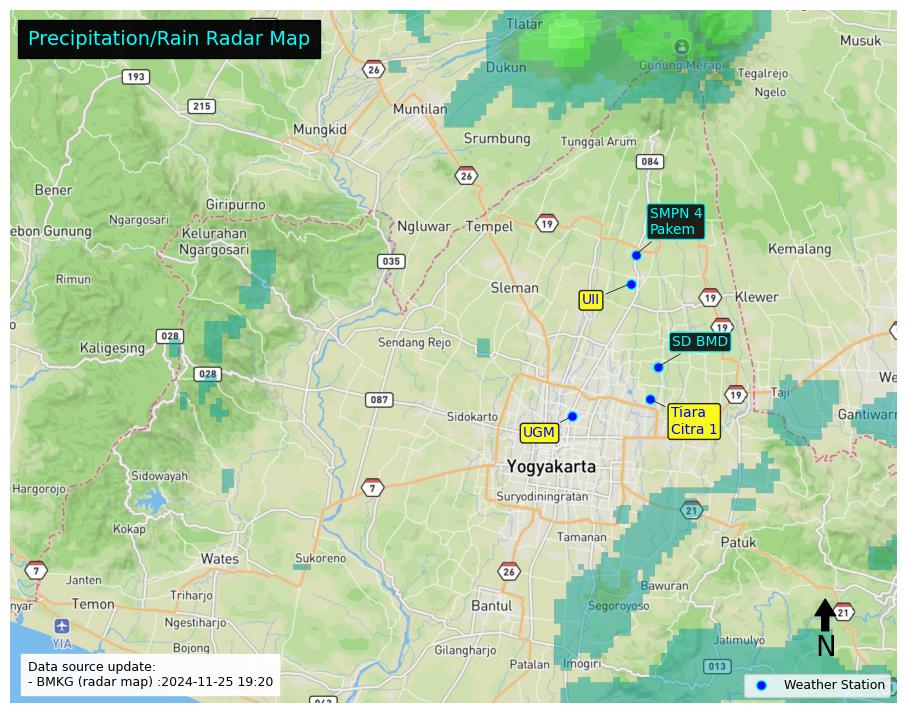 Precipitation/Rain Radar Map
Tlatar
Musuk
26
Dukun
Gunung Merapi
Tegalrejo
193
Ngelo
215
Muntilan
Mungkid
Srumbung
Tunggal Arum
084
26
Bener
Giripurno
SMPN 4
Pakem
Ngargosari
Ngluwar
Tempel
19
ebon Gunung
Kelurahan
Ngargosari
Kemalang
035
Rimun
Sleman
UII
19
Klewer
028
19
Kaligesing
Sendang Rejo
SD BMD
028
We
087
19
Taji
Sidokarto
Tiara
Citra 1
Gantiwarn
UGM
Yogyakarta
Sidowayah
Hargorojo
7
Suryodiningratan
21
Kokap
Tamanan
Patuk
Wates
Sukoreno
7
26
Janten
Bawuran
nyar
Temon
Triharjo
Bantul
Segoroyoso
21
Ngestiharjo
YIA
Jatimulyo
N
Bojong
Gilangharjo
Patalan
Imogiri
013
Data source update:
- BMKG (radar map) :2024-11-25 19:20
Weather Station